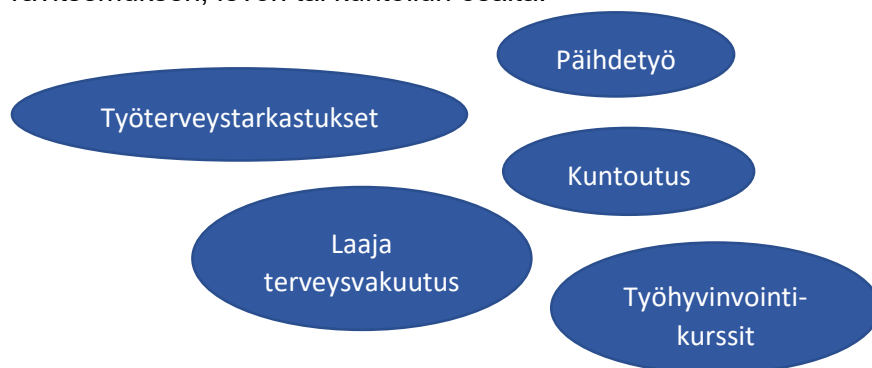 Päihdetyö
Työterveystarkastukset
Kuntoutus
Laaja
terveysvakuutus
Työhyvinvointi-
kurssit